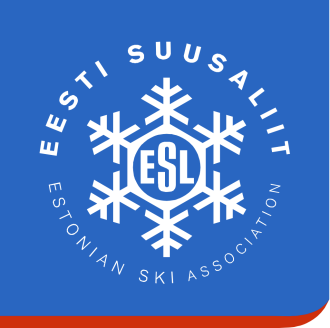 EESTI SUUSALIIT
ESL
ESTONIAN SKI ASSOCIATION